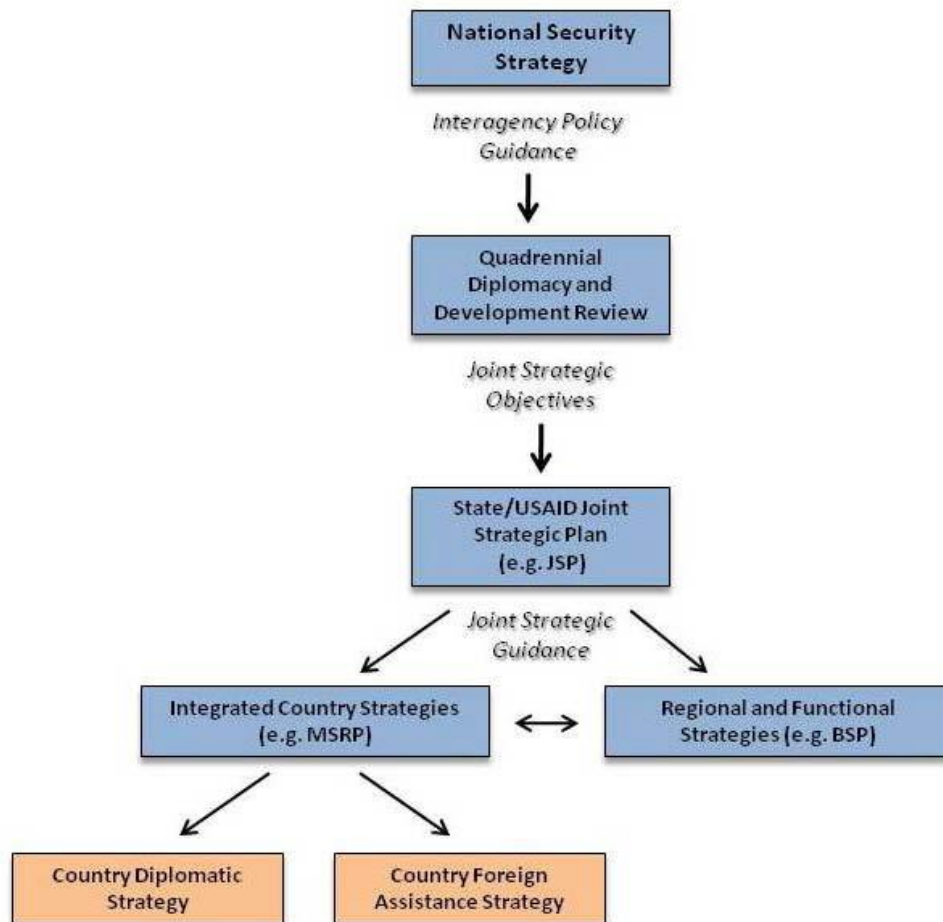 National Security
Strategy
Interagency Policy
Guidance
Quadrennial
Diplomacy and
Development Review
Joint Strategic
Objectives
State/USAID Joint
Strategic Plan
(e.g. JSP)
Joint Strategic
Guidance
Integrated Country Strategies
(e.g. MSRP)
Regional and Functional
Strategies (e.g. BSP)
Country Diplomatic
Strategy
Country Foreign
Assistance Strategy